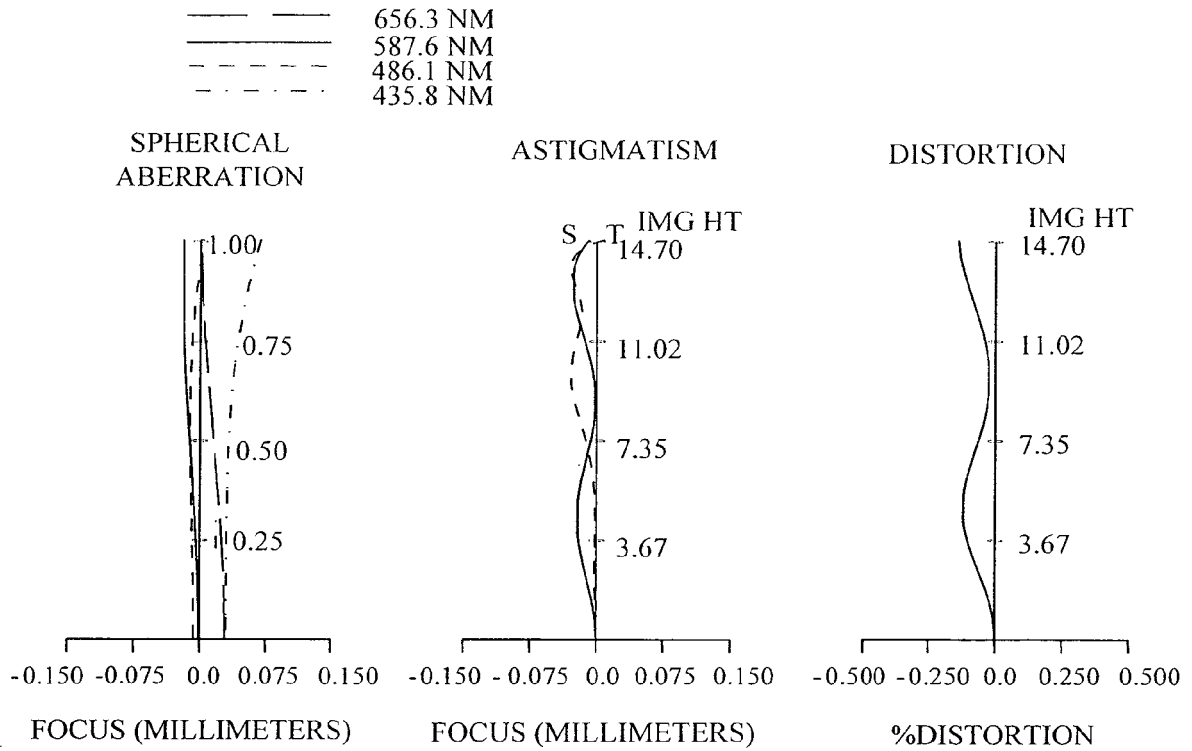 656.3 NM
587.6 NM
486.1 NM
435.8 NM
SPHERICAL
ABERRATION
1.00
0.75
0.50
0.25
-0.150 -0.075 0.0 0.075 0.150
FOCUS (MILLIMETERS)
ASTIGMATISM
S T IMG HT
14.70
11.02
7.35
3.67
-0.150 -0.075 0.0 0.075 0.150
FOCUS (MILLIMETERS)
DISTORTION
IMG HT
14.70
11.02
7.35
3.67
-0.500 -0.250 0.0 0.250 0.500
%DISTORTION